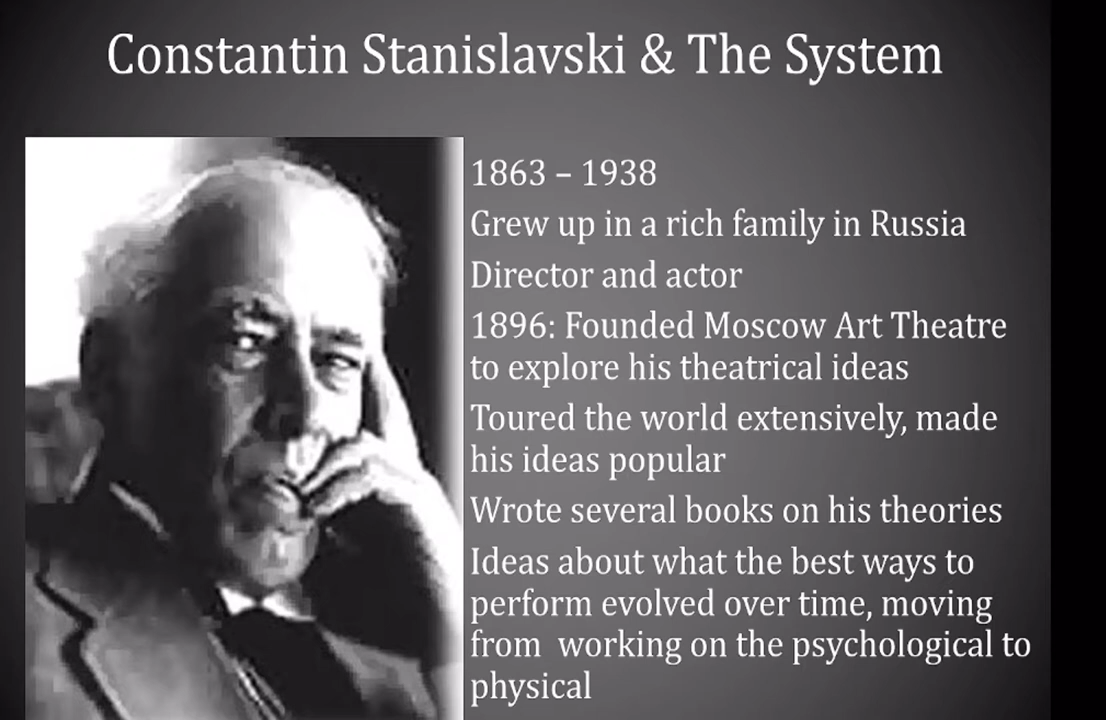 Constantin Stanislavski & The System
1863 – 1938
Grew up in a rich family in Russia
Director and actor
1896: Founded Moscow Art Theatre
to explore his theatrical ideas
Toured the world extensively, made
his ideas popular
Wrote several books on his theories
Ideas about what the best ways to
perform evolved over time, moving
from  working on the psychological to
physical